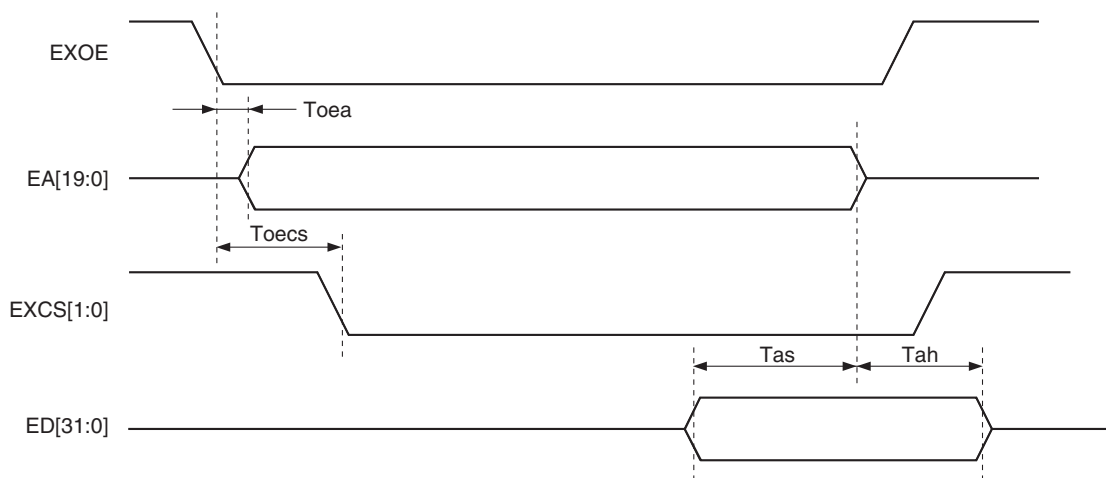 EXOE
Toea
EA[19:0]
Toecs
EXCS[1:0]
Tas Tah
ED[31:0]